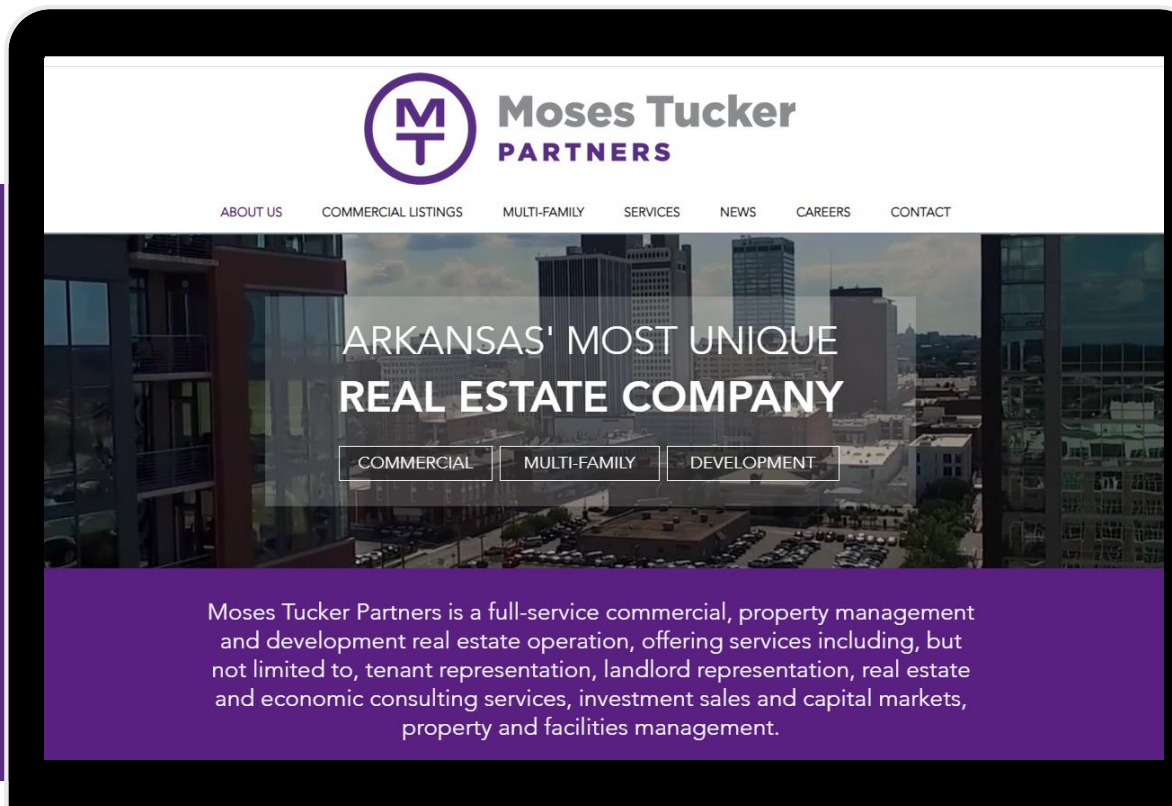 MT
Moses Tucker
PARTNERS
ABOUT US COMMERCIAL LISTINGS MULTI-FAMILY SERVICES NEWS CAREERS CONTACT
ARKANSAS' MOST UNIQUE
REAL ESTATE COMPANY
COMMERCIAL MULTI-FAMILY DEVELOPMENT
Moses Tucker Partners is a full-service commercial, property management
and development real estate operation, offering services including, but
not limited to, tenant representation, landlord representation, real estate
and economic consulting services, investment sales and capital markets,
property and facilities management.